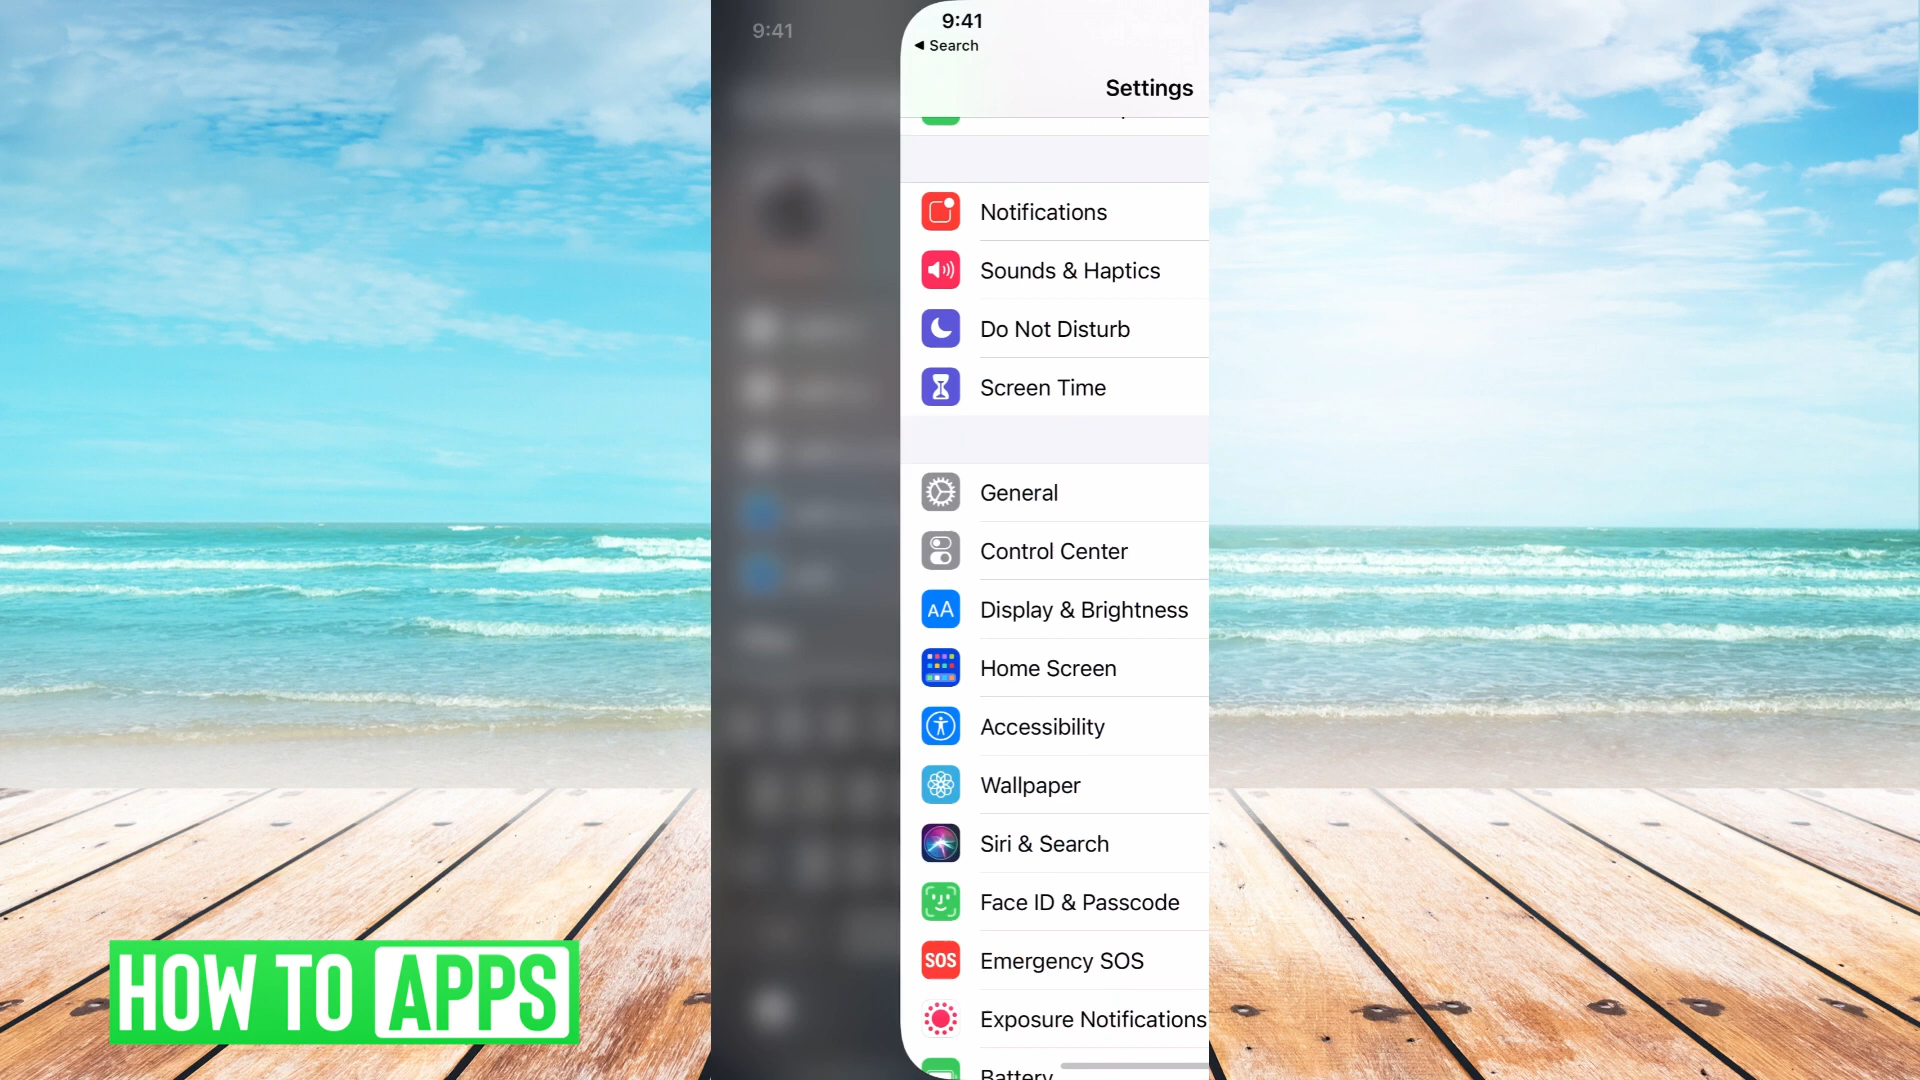 9:41
9:41
◀ Search
Settings
Notifications
Sounds & Haptics
Do Not Disturb
Screen Time
General
Control Center
AA
Display & Brightness
Home Screen
Accessibility
Wallpaper
Siri & Search
Face ID & Passcode
SOS
Emergency SOS
Exposure Notifications
Battery
HOW TO APPS